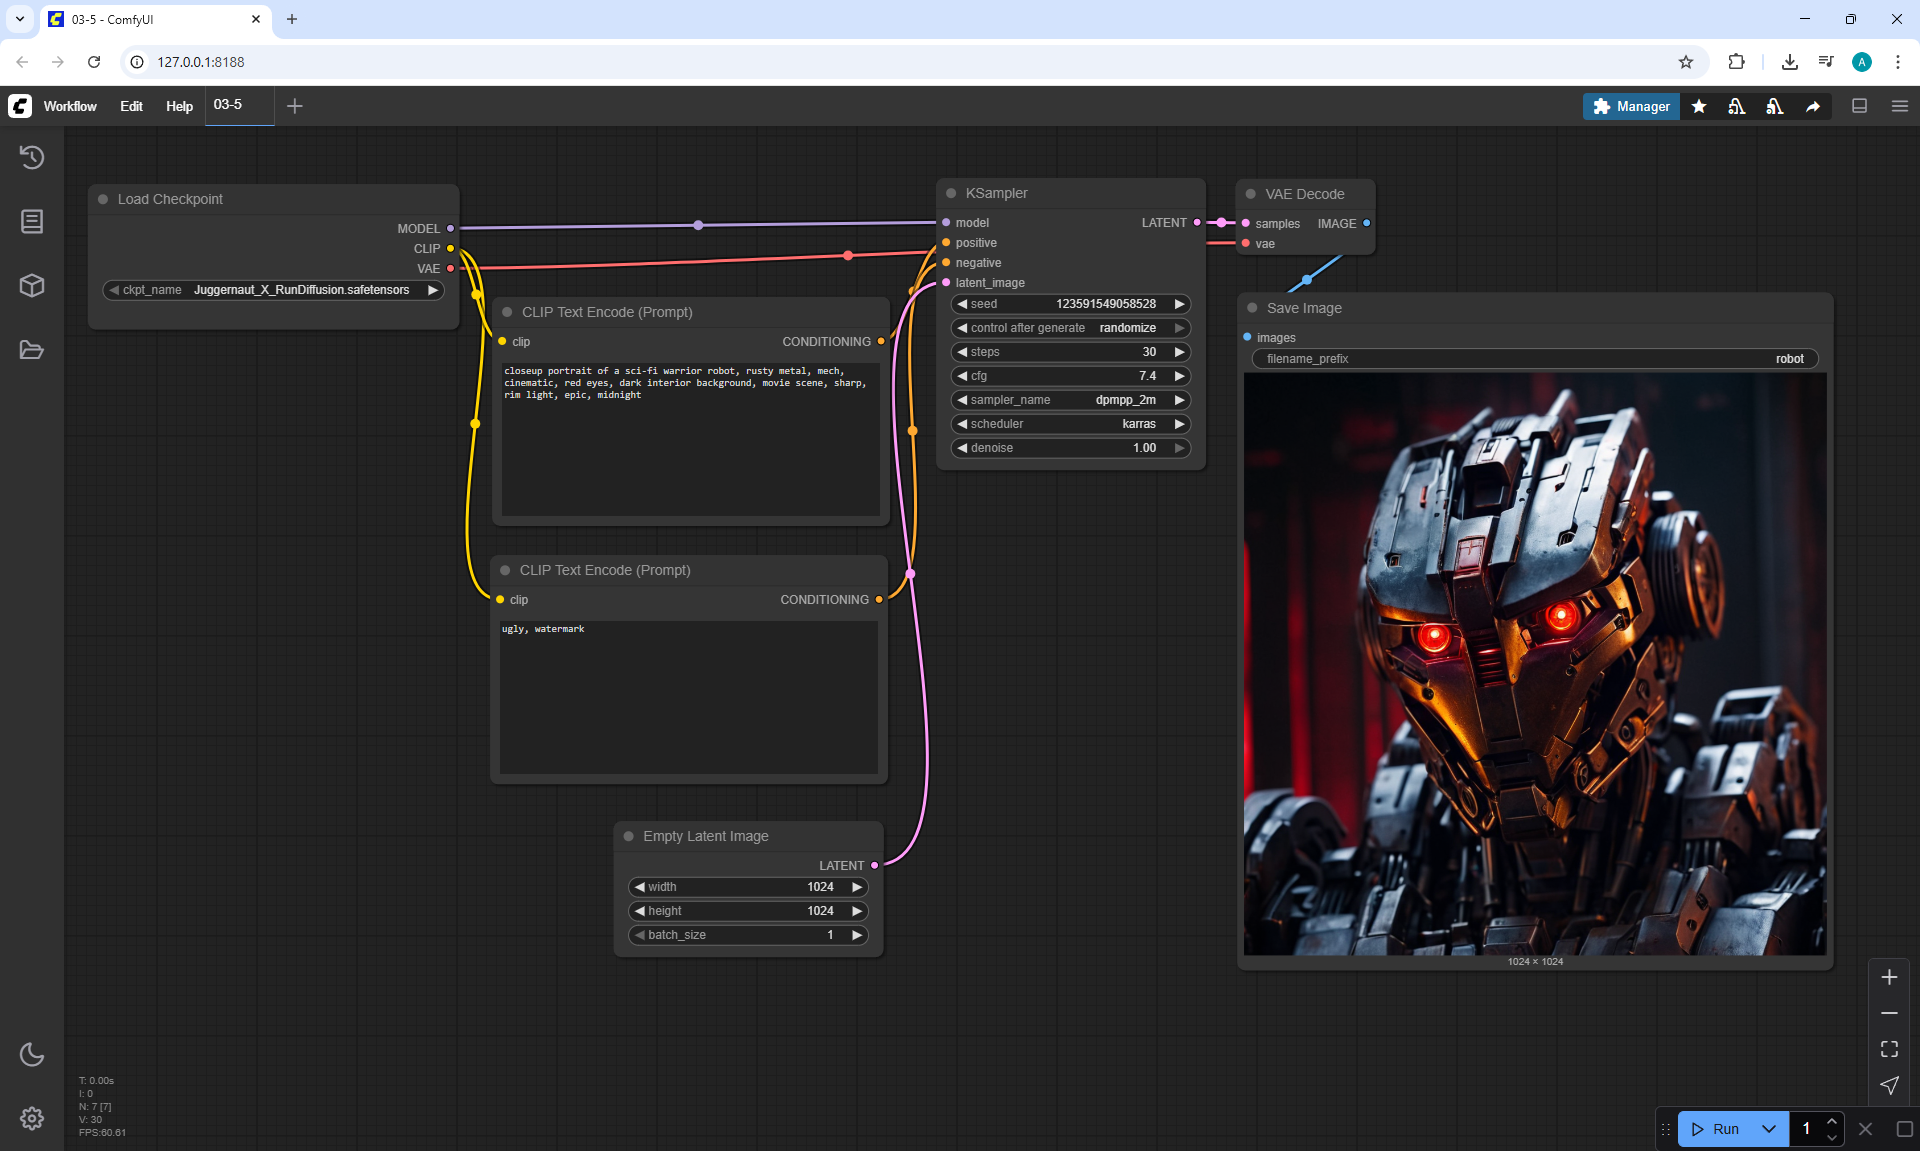 03-5 - ComfyUI
127.0.0.1:8188
Workflow Edit Help 03-5
Manager
Load Checkpoint
MODEL
CLIP
VAE
ckpt_name Juggernaut_X_RunDiffusion.safetensors
CLIP Text Encode (Prompt)
clip CONDITIONING
closeup portrait of a sci-fi warrior robot, rusty metal, mech,
cinematic, red eyes, dark interior background, movie scene, sharp,
rim light, epic, midnight
CLIP Text Encode (Prompt)
clip CONDITIONING
ugly, watermark
Empty Latent Image
LATENT
width 1024
height 1024
batch_size 1
KSampler
model LATENT
positive
negative
latent_image
seed 123591549058528
control after generate randomize
steps 30
cfg 7.4
sampler_name dpmpp_2m
scheduler karras
denoise 1.00
VAE Decode
samples IMAGE
vae
Save Image
images
filename_prefix robot
1024 × 1024
T: 0.00s
I: 0
N: 7 [7]
V: 30
FPS:60.61
Run 1
A